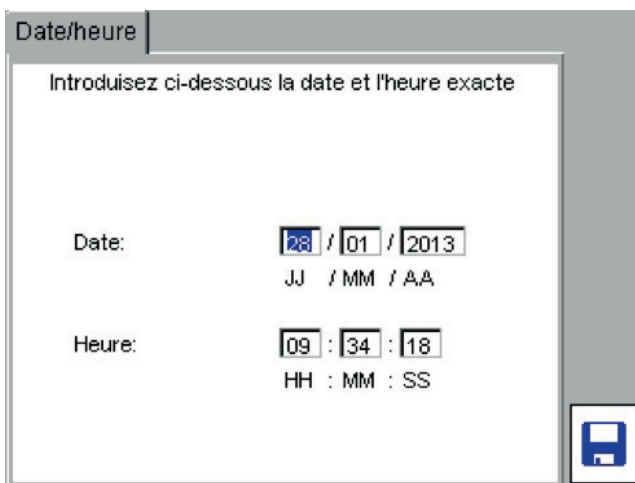 Date/heure
Introduisez ci-dessous la date et l'heure exacte
Date: 28 / 01 / 2013
JJ / MM / AA
Heure: 09 : 34 : 18
HH : MM : SS